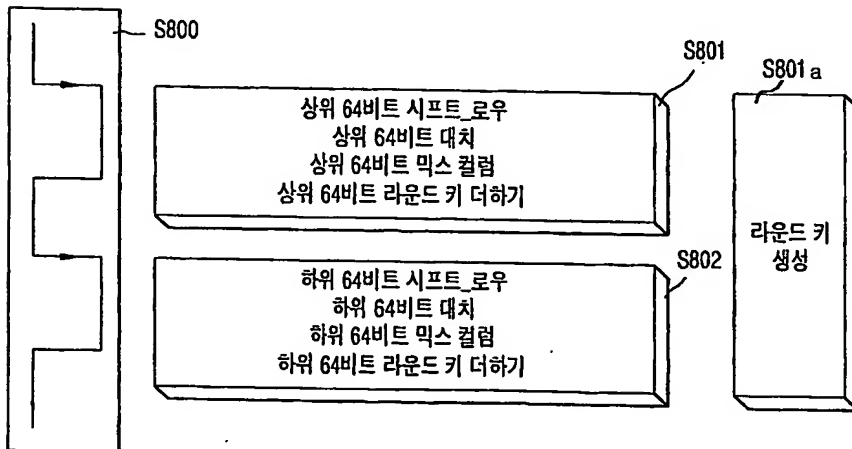 S800
S801
S801a
상위 64비트 시프트_로우
상위 64비트 대치
상위 64비트 믹스 컬럼
상위 64비트 라운드 키 더하기
라운드 키
생성
S802
하위 64비트 시프트_로우
하위 64비트 대치
하위 64비트 믹스 컬럼
하위 64비트 라운드 키 더하기